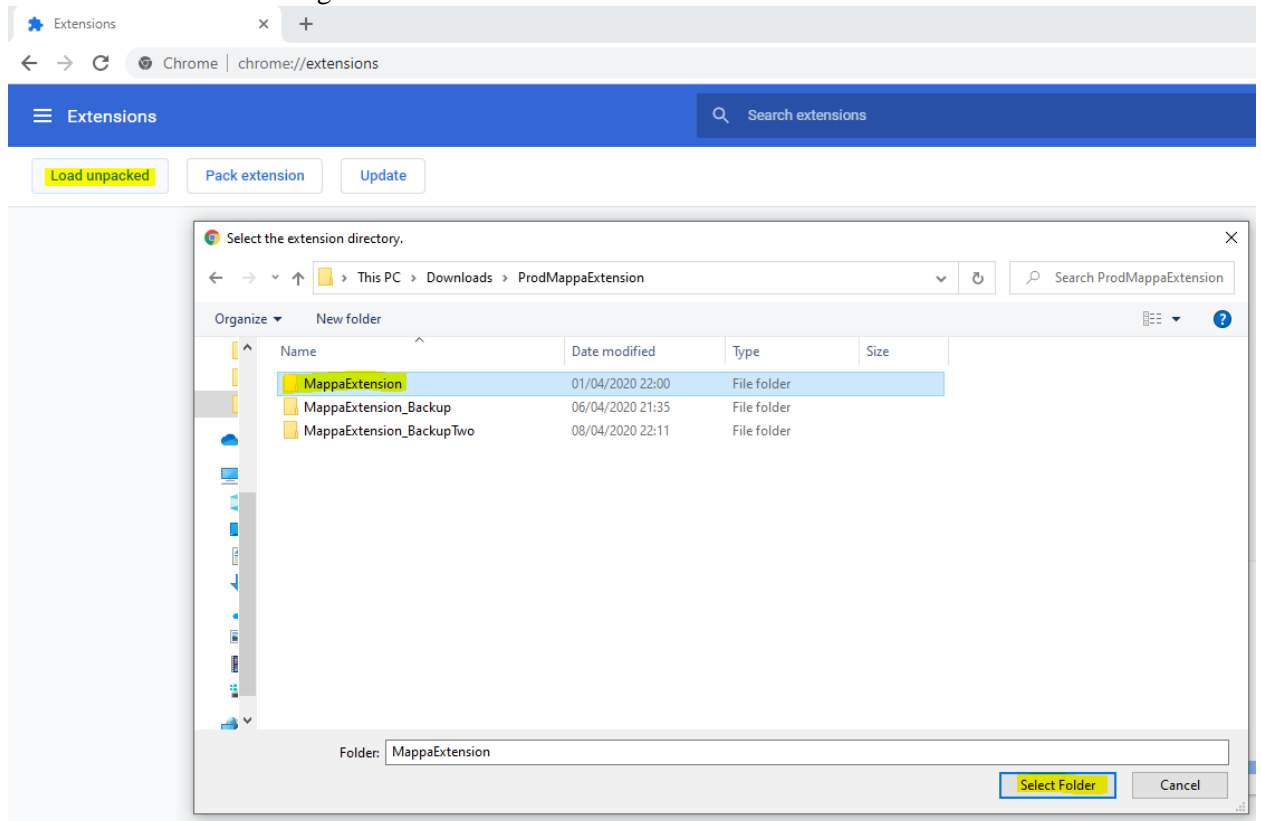 Extensions
Chrome | chrome://extensions
Extensions
Search extensions
Load unpacked Pack extension Update
Select the extension directory.
This PC > Downloads > ProdMappaExtension Search ProdMappaExtension
Organize New folder
Name Date modified Type Size
MappaExtension 01/04/2020 22:00 File folder
MappaExtension_Backup 06/04/2020 21:35 File folder
MappaExtension_BackupTwo 08/04/2020 22:11 File folder
Folder: MappaExtension
Select Folder Cancel